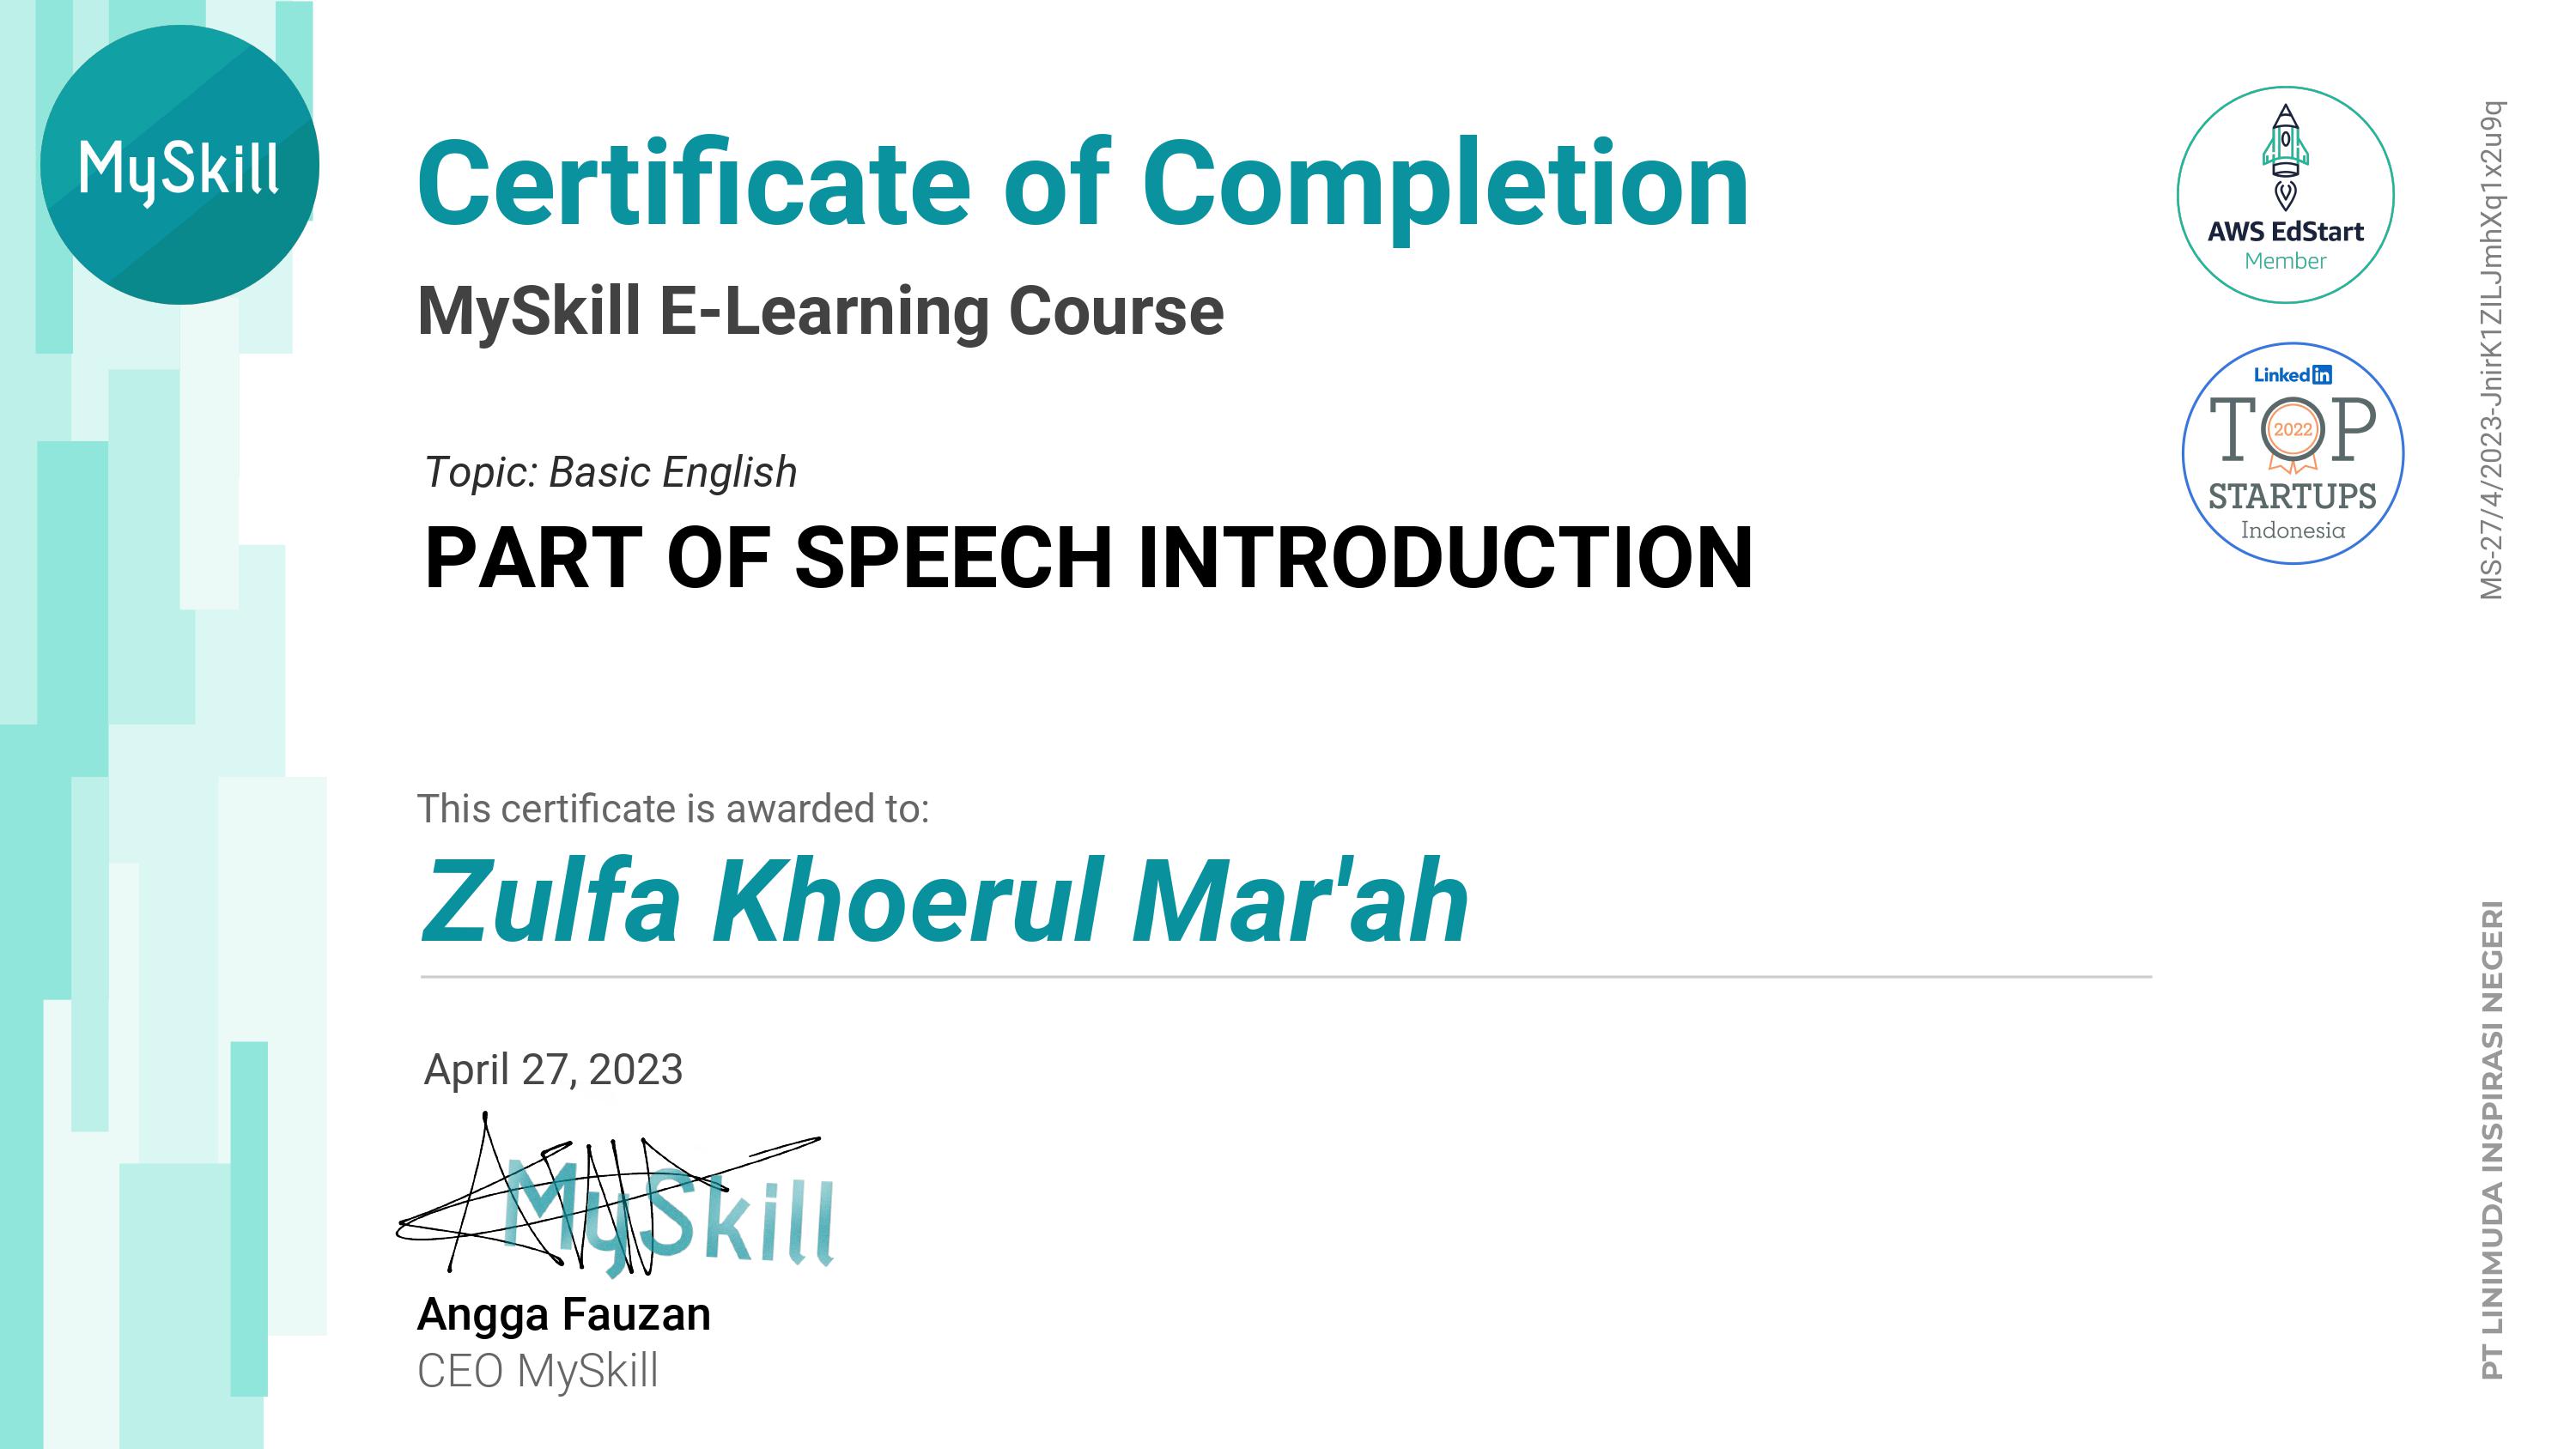 MySkill
Certificate of Completion
MySkill E-Learning Course
Topic: Basic English
PART OF SPEECH INTRODUCTION
This certificate is awarded to:
Zulfa Khoerul Mar'ah
April 27, 2023
MySkill
Angga Fauzan
CEO MySkill
AWS EdStart
Member
Linked in
TOP
2022
STARTUPS
Indonesia
MS-27/4/2023-JnirK1ZlLJmhXq1x2u9q
PT LINIMUDA INSPIRASI NEGERI